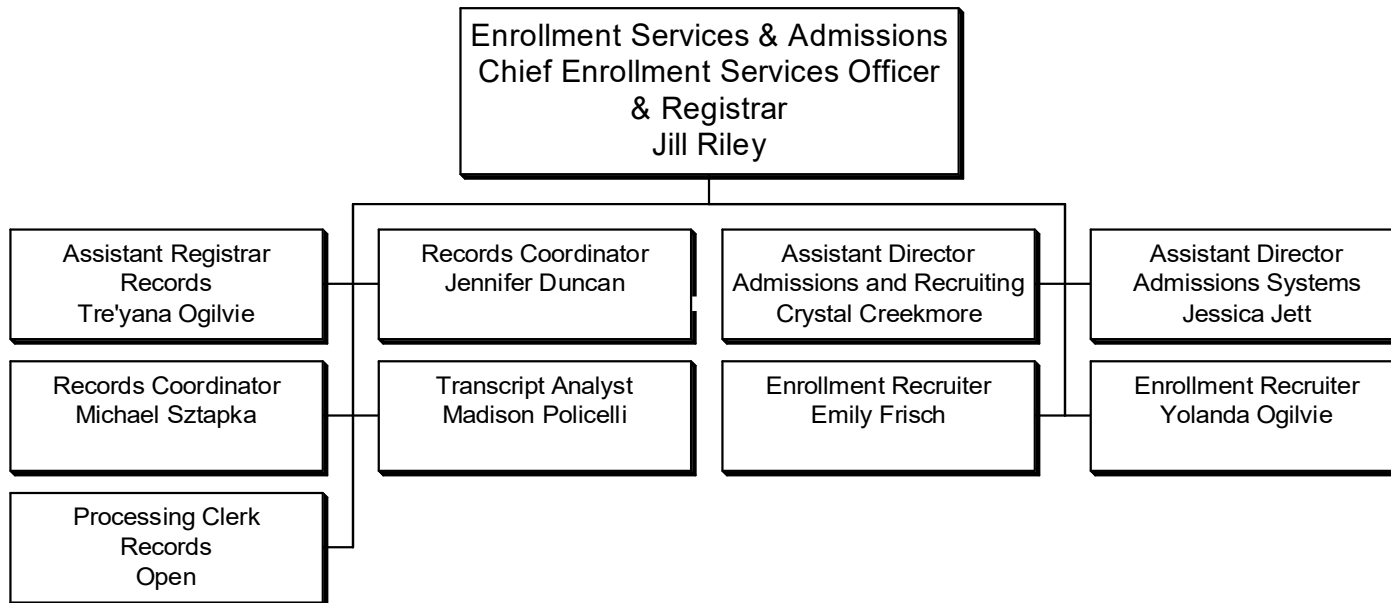 Enrollment Services & Admissions
Chief Enrollment Services Officer
& Registrar
Jill Riley
Assistant Registrar
Records
Tre'yana Ogilvie
Records Coordinator
Jennifer Duncan
Assistant Director
Admissions and Recruiting
Crystal Creekmore
Assistant Director
Admissions Systems
Jessica Jett
Records Coordinator
Michael Sztapka
Transcript Analyst
Madison Policelli
Enrollment Recruiter
Emily Frisch
Enrollment Recruiter
Yolanda Ogilvie
Processing Clerk
Records
Open